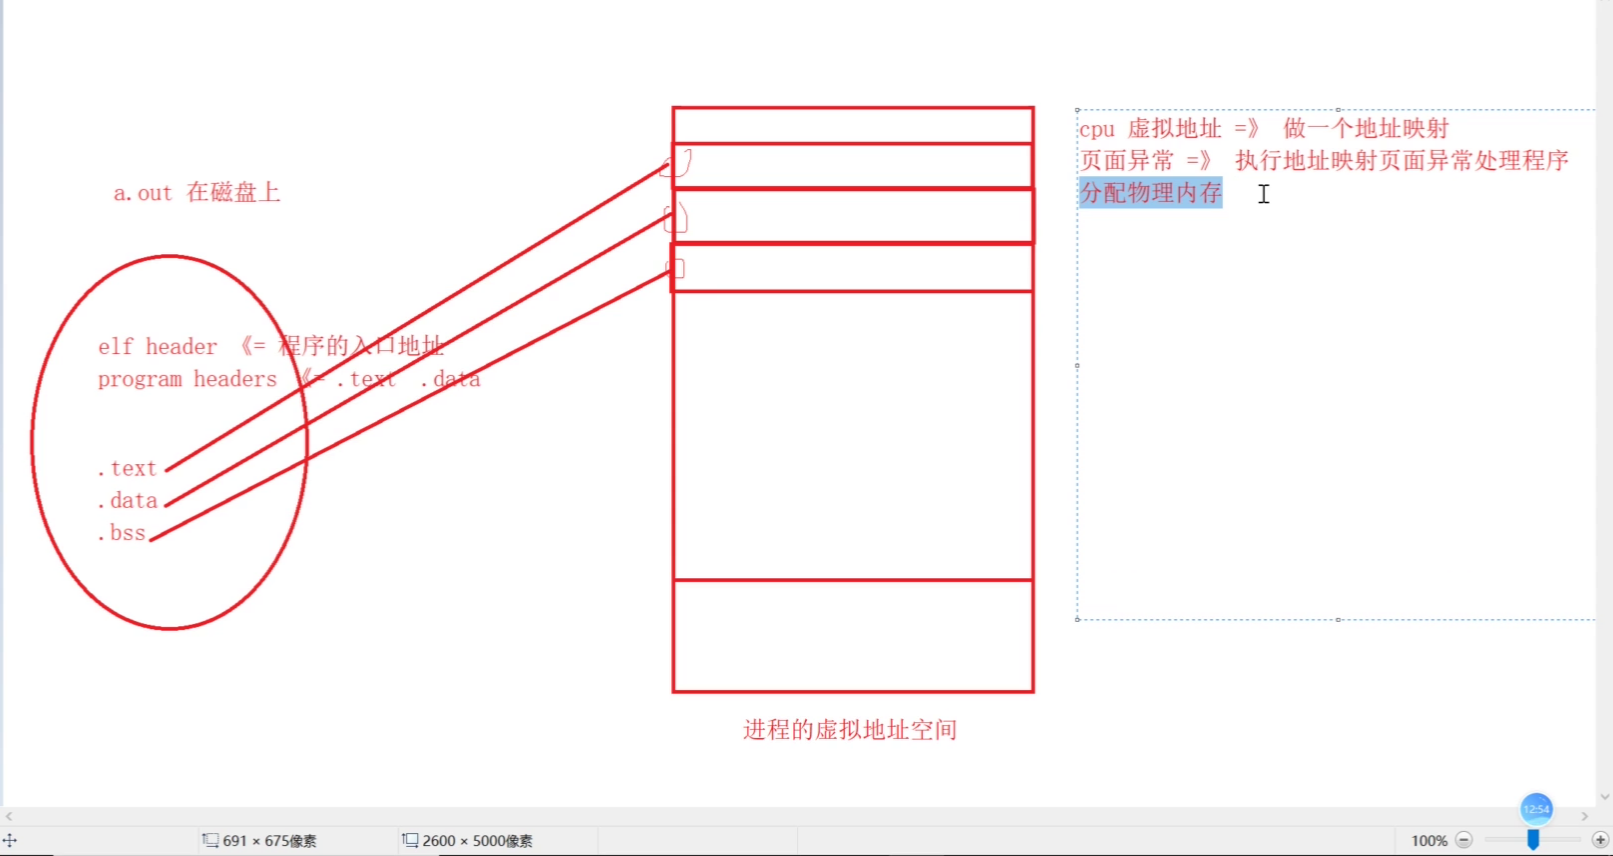 cpu 虚拟地址 =》 做一个地址映射
页面异常 =》 执行地址映射页面异常处理程序
分配物理内存
a.out 在磁盘上
elf header 《= 程序的入口地址
program headers 《= .text .data
.text
.data
.bss
进程的虚拟地址空间
12:54
691 × 675像素
2600 × 5000像素
100%